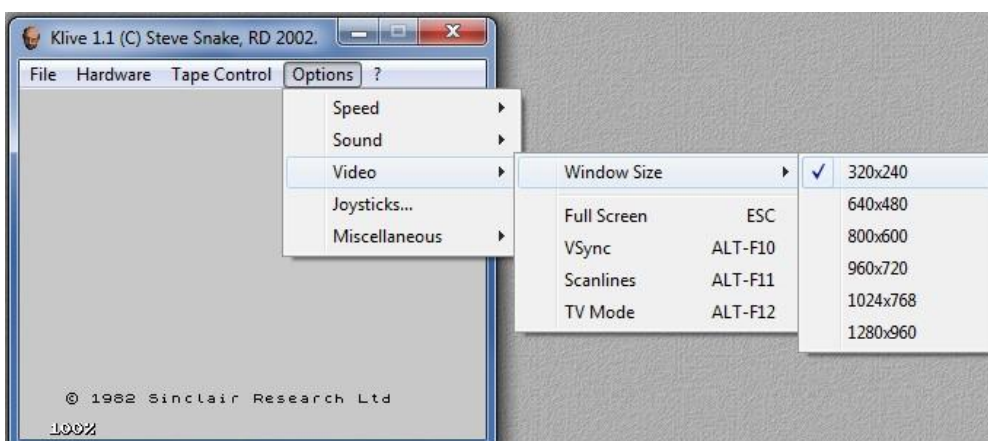 Klive 1.1 (C) Steve Snake, RD 2002.
File Hardware Tape Control Options ?
Speed
Sound
Video
Joysticks...
Miscellaneous
Window Size
Full Screen ESC
VSync ALT-F10
Scanlines ALT-F11
TV Mode ALT-F12
320x240
640x480
800x600
960x720
1024x768
1280x960
© 1982 Sinclair Research Ltd
100%